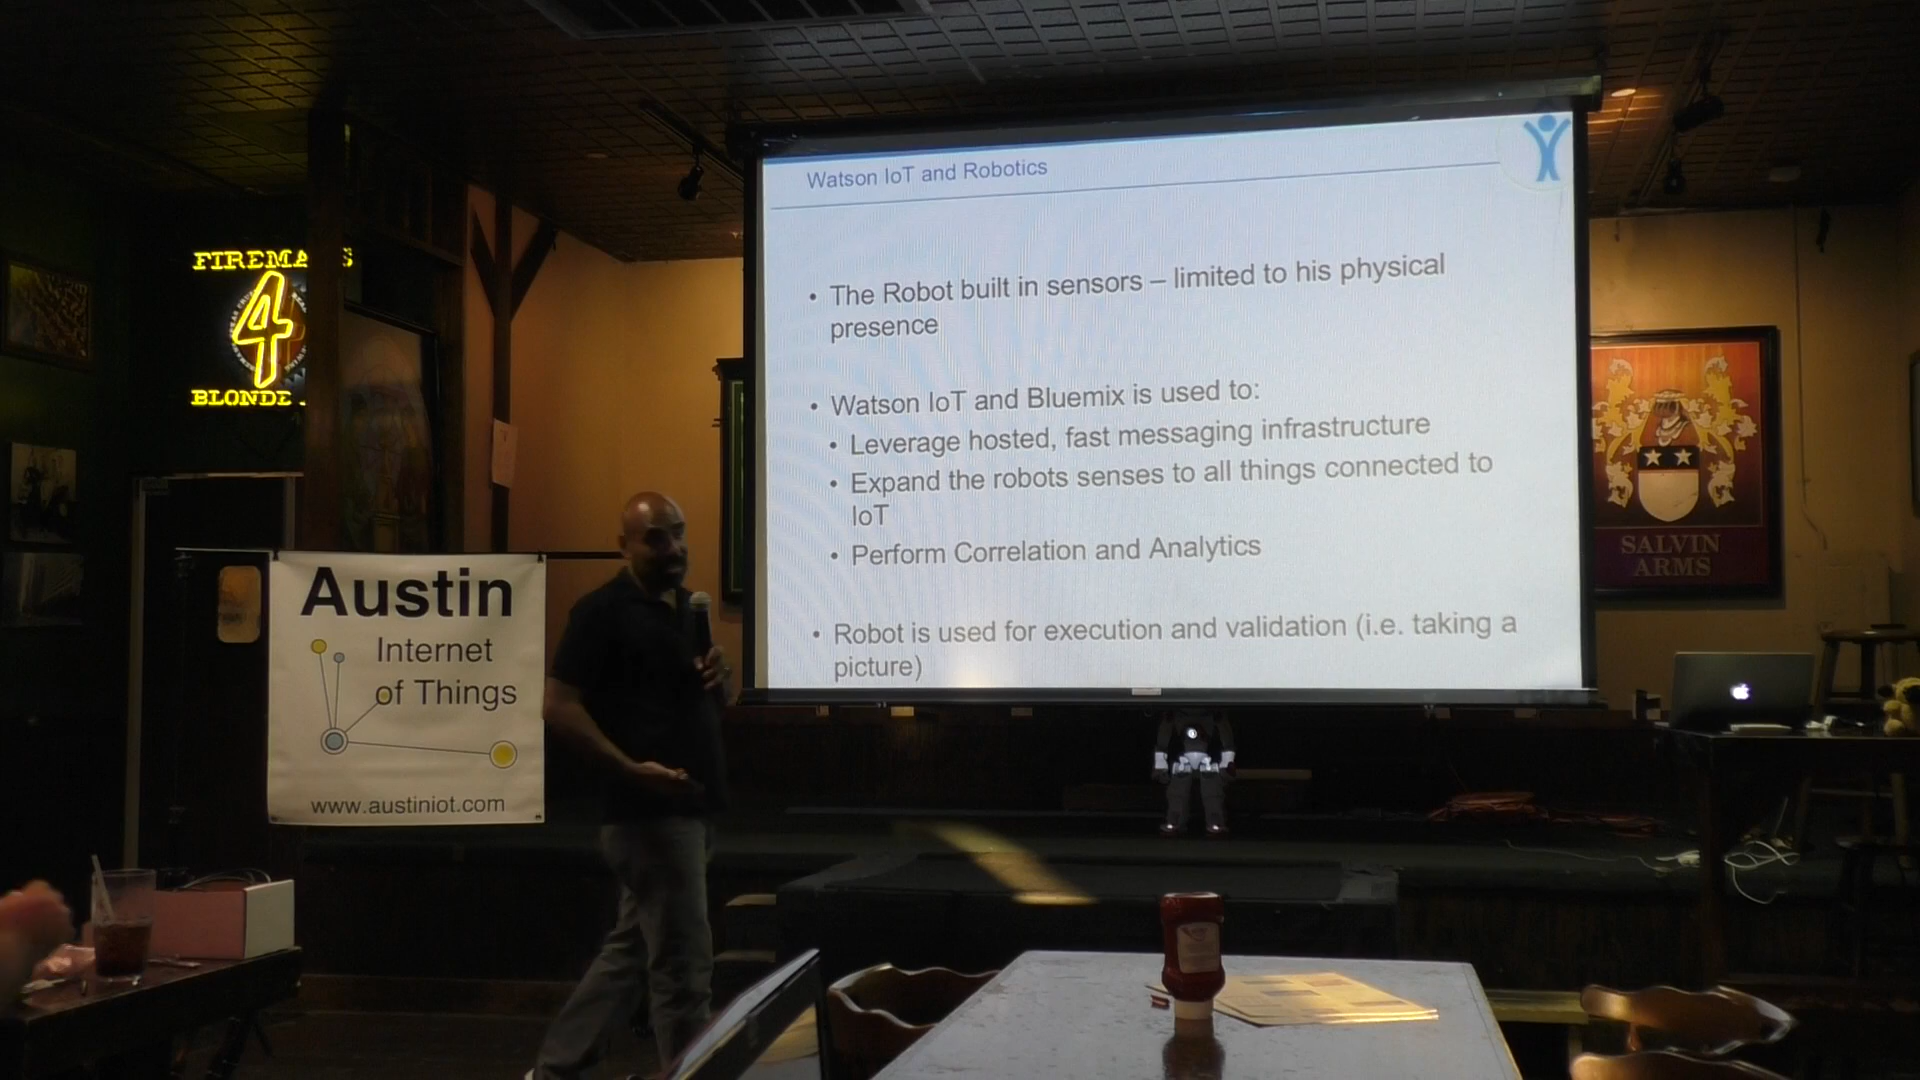 FIREMA S
4
BLONDE
Austin
Internet
of Things
www.austiniot.com
Watson IoT and Robotics
• The Robot built in sensors – limited to his physical
presence
• Watson IoT and Bluemix is used to:
• Leverage hosted, fast messaging infrastructure
• Expand the robots senses to all things connected to
IoT
• Perform Correlation and Analytics
• Robot is used for execution and validation (i.e. taking a
picture)
SALVIN
ARMS